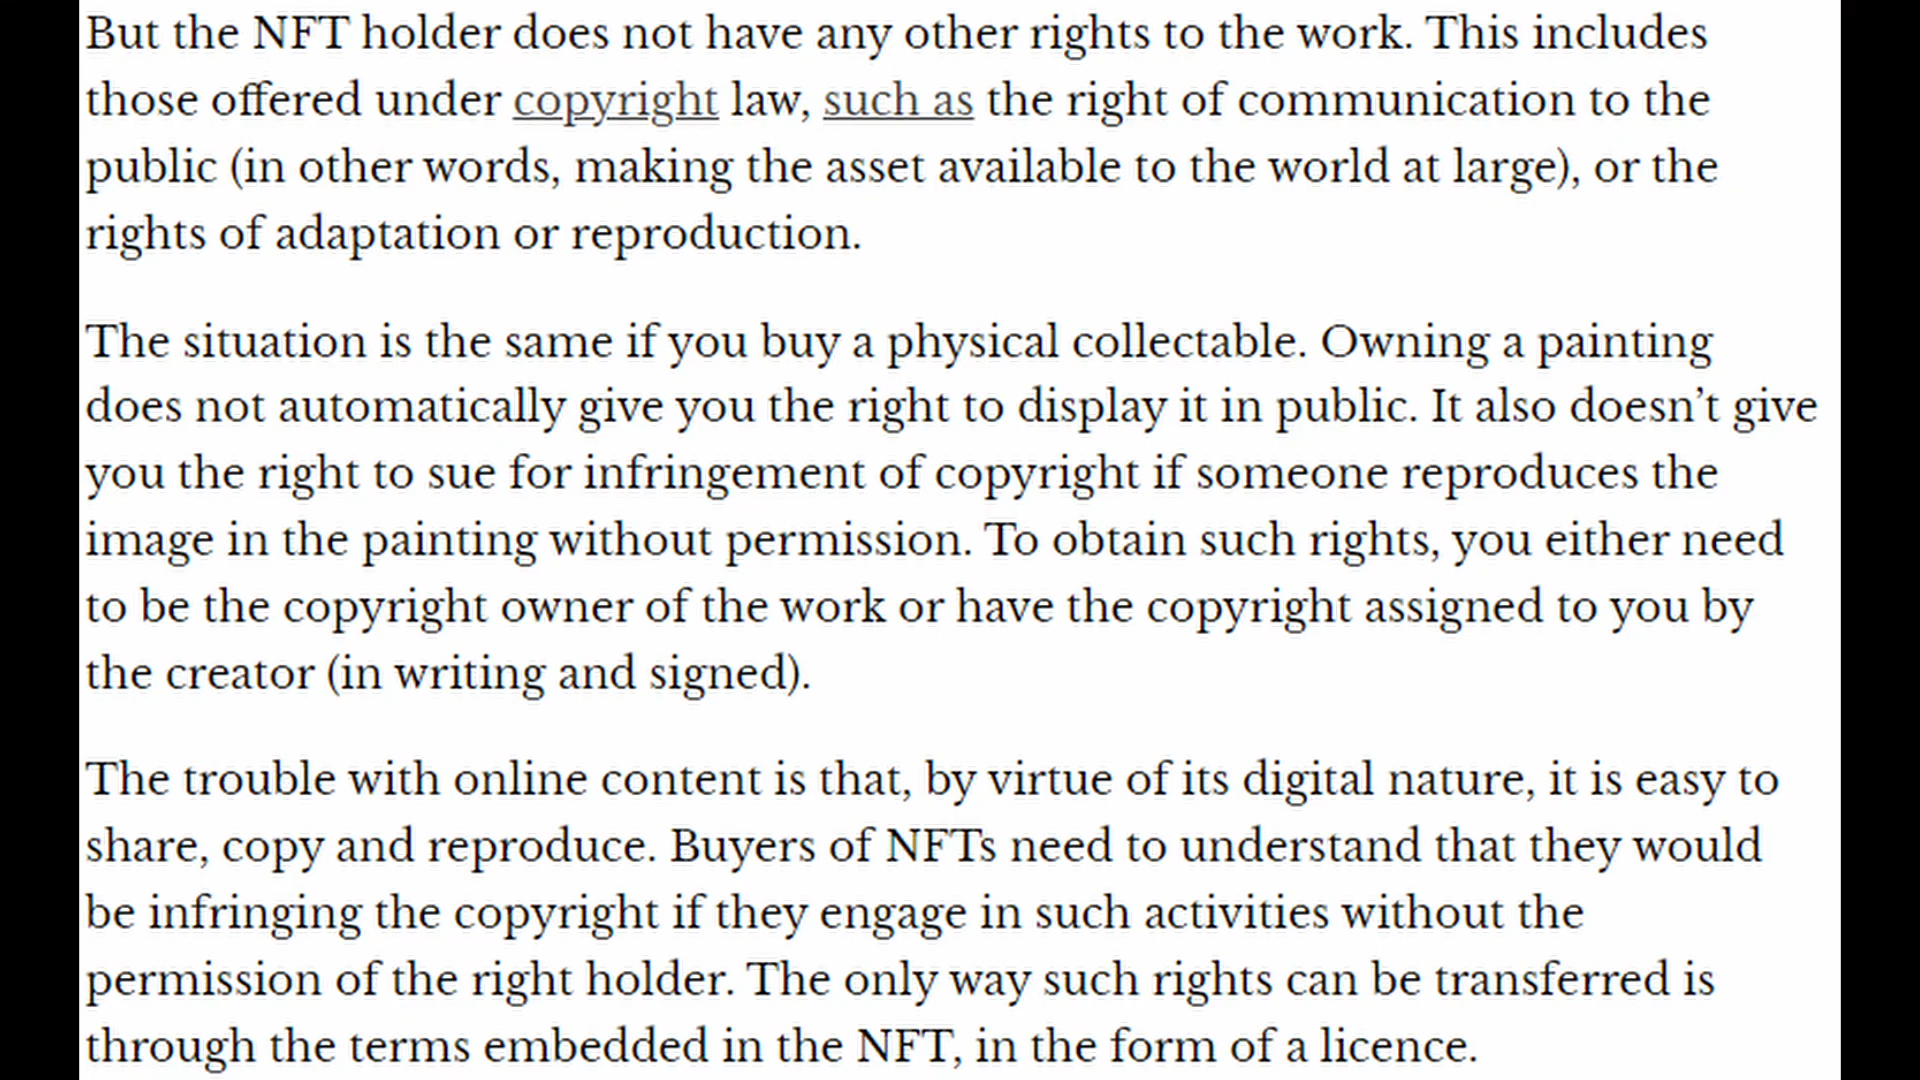 But the NFT holder does not have any other rights to the work. This includes
those offered under copyright law, such as the right of communication to the
public (in other words, making the asset available to the world at large), or the
rights of adaptation or reproduction.
The situation is the same if you buy a physical collectable. Owning a painting
does not automatically give you the right to display it in public. It also doesn’t give
you the right to sue for infringement of copyright if someone reproduces the
image in the painting without permission. To obtain such rights, you either need
to be the copyright owner of the work or have the copyright assigned to you by
the creator (in writing and signed).
The trouble with online content is that, by virtue of its digital nature, it is easy to
share, copy and reproduce. Buyers of NFTs need to understand that they would
be infringing the copyright if they engage in such activities without the
permission of the right holder. The only way such rights can be transferred is
through the terms embedded in the NFT, in the form of a licence.